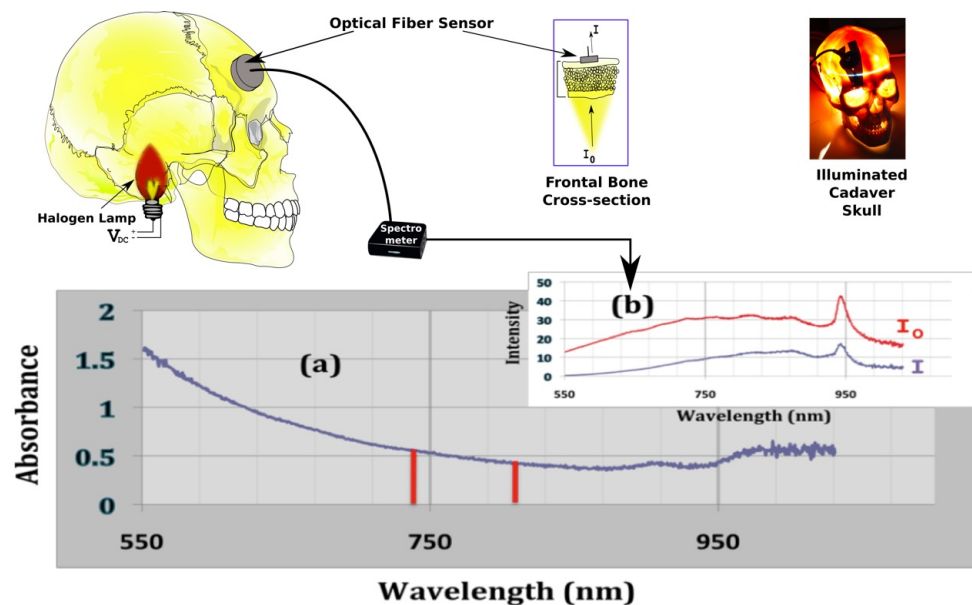 Optical Fiber Sensor
I
I₀
Frontal Bone
Cross-section
Illuminated
Cadaver
Skull
Halogen Lamp
VDC
+
-
Spectro
meter
(b)
Intensity
50
40
30
20
10
0
550
750
950
Wavelength (nm)
I₀
I
(a)
Absorbance
2
1.5
1
0.5
0
550
750
950
Wavelength (nm)